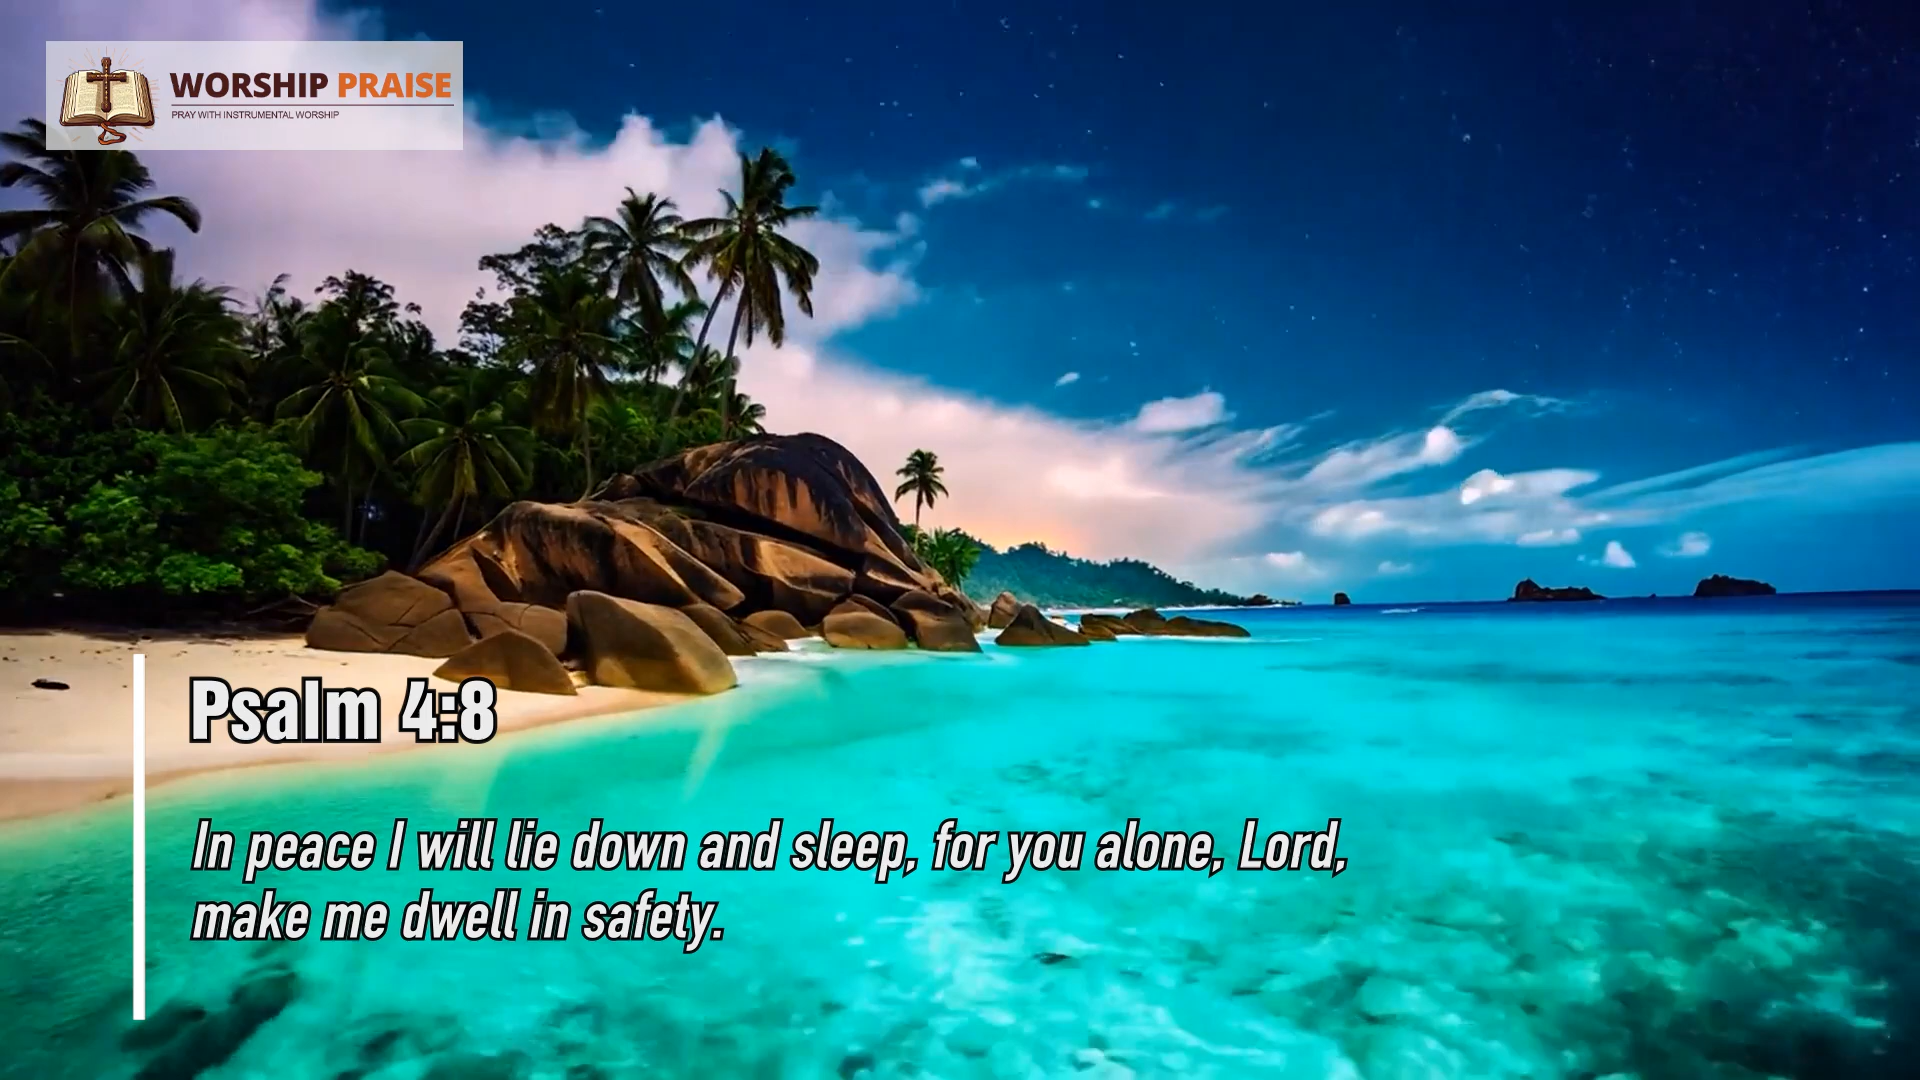 WORSHIP PRAISE
PRAY WITH INSTRUMENTAL WORSHIP
Psalm 4:8
In peace I will lie down and sleep, for you alone, Lord,
make me dwell in safety.